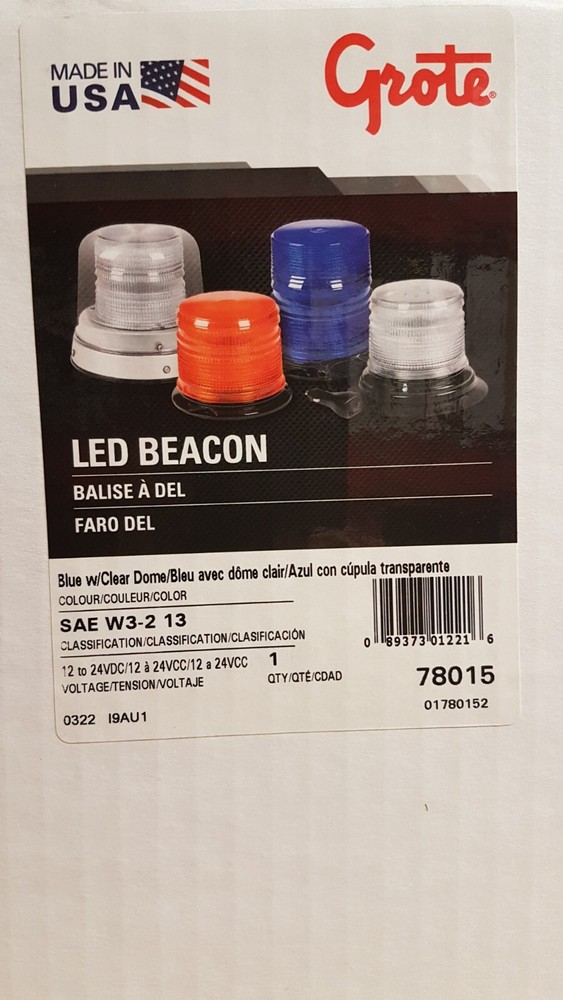 MADE IN
USA
Grote®
LED BEACON
BALISE À DEL
FARO DEL
Blue w/Clear Dome/Bleu avec dôme clair/Azul con cúpula transparente
COLOUR/COULEUR/COLOR
SAE W3-2 13
CLASSIFICATION/CLASSIFICATION/CLASIFICACIÓN
12 to 24VDC/12 à 24VCC/12 a 24VCC
VOLTAGE/TENSION/VOLTAJE
1
QTY/QTÉ/CDAD
0 89373 01221 6
78015
01780152
0322 I9AU1